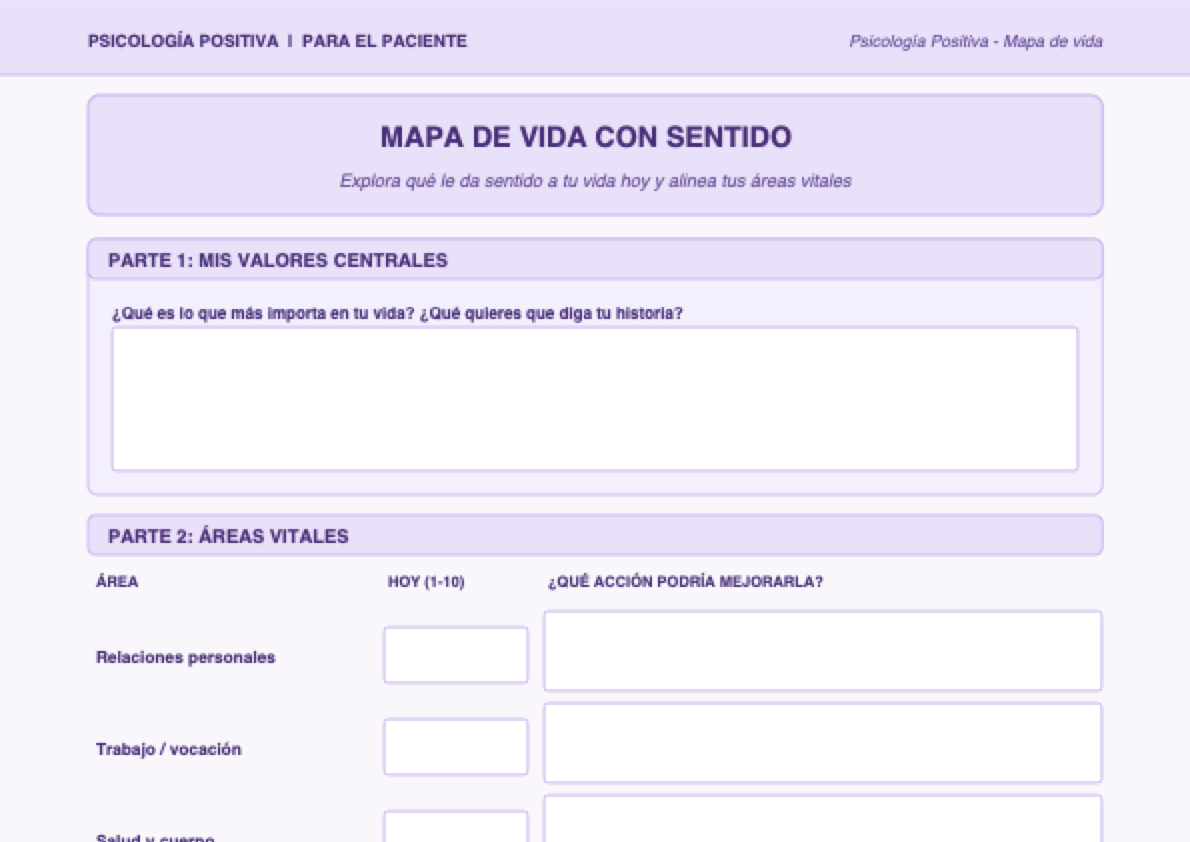 PSICOLOGÍA POSITIVA | PARA EL PACIENTE
Psicología Positiva - Mapa de vida
MAPA DE VIDA CON SENTIDO
Explora qué le da sentido a tu vida hoy y alinea tus áreas vitales
PARTE 1: MIS VALORES CENTRALES
¿Qué es lo que más importa en tu vida? ¿Qué quieres que diga tu historia?
PARTE 2: ÁREAS VITALES
ÁREA HOY (1-10) ¿QUÉ ACCIÓN PODRÍA MEJORARLA?
Relaciones personales
Trabajo / vocación
Salud y cuerpo